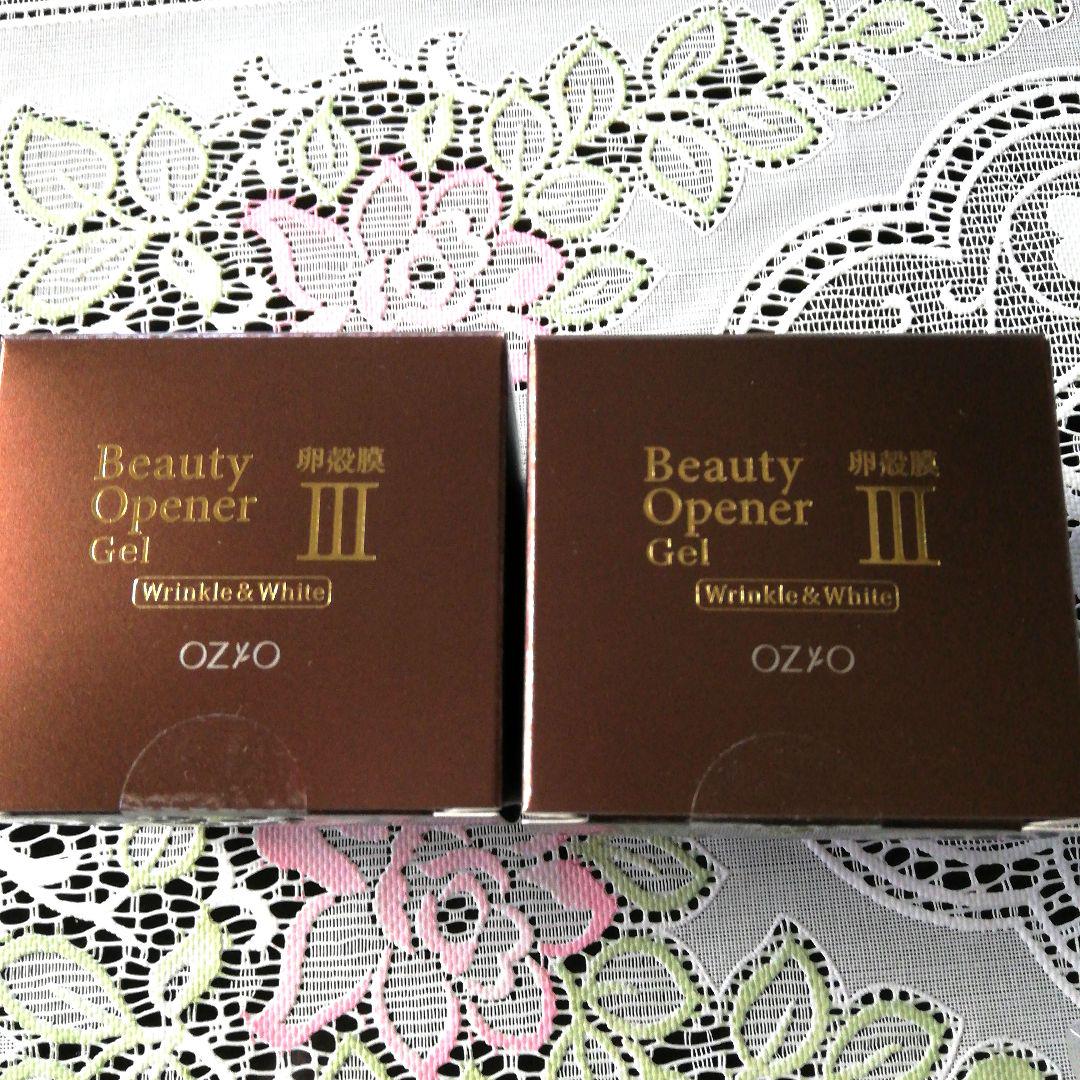 Beauty
Opener
Gel
卵殻膜
III
Wrinkle & White
OZIO
Beauty
Opener
Gel
卵殻膜
III
Wrinkle & White
OZIO